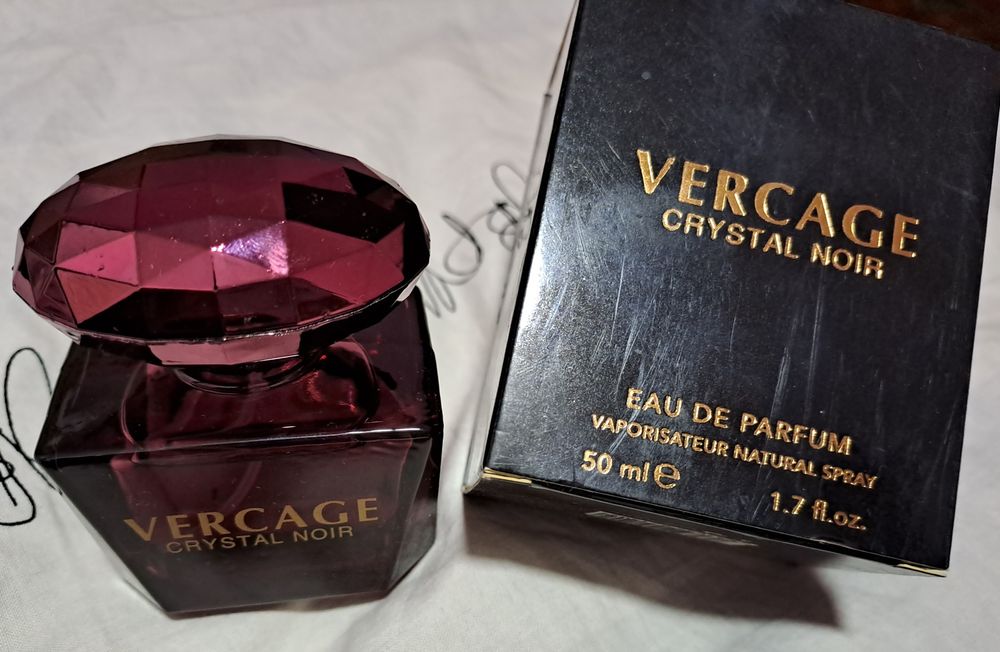 VERCAGE
CRYSTAL NOIR
VERCAGE
CRYSTAL NOIR
EAU DE PARFUM
VAPORISATEUR NATURAL SPRAY
50 ml ℮
1.7 fl.oz.